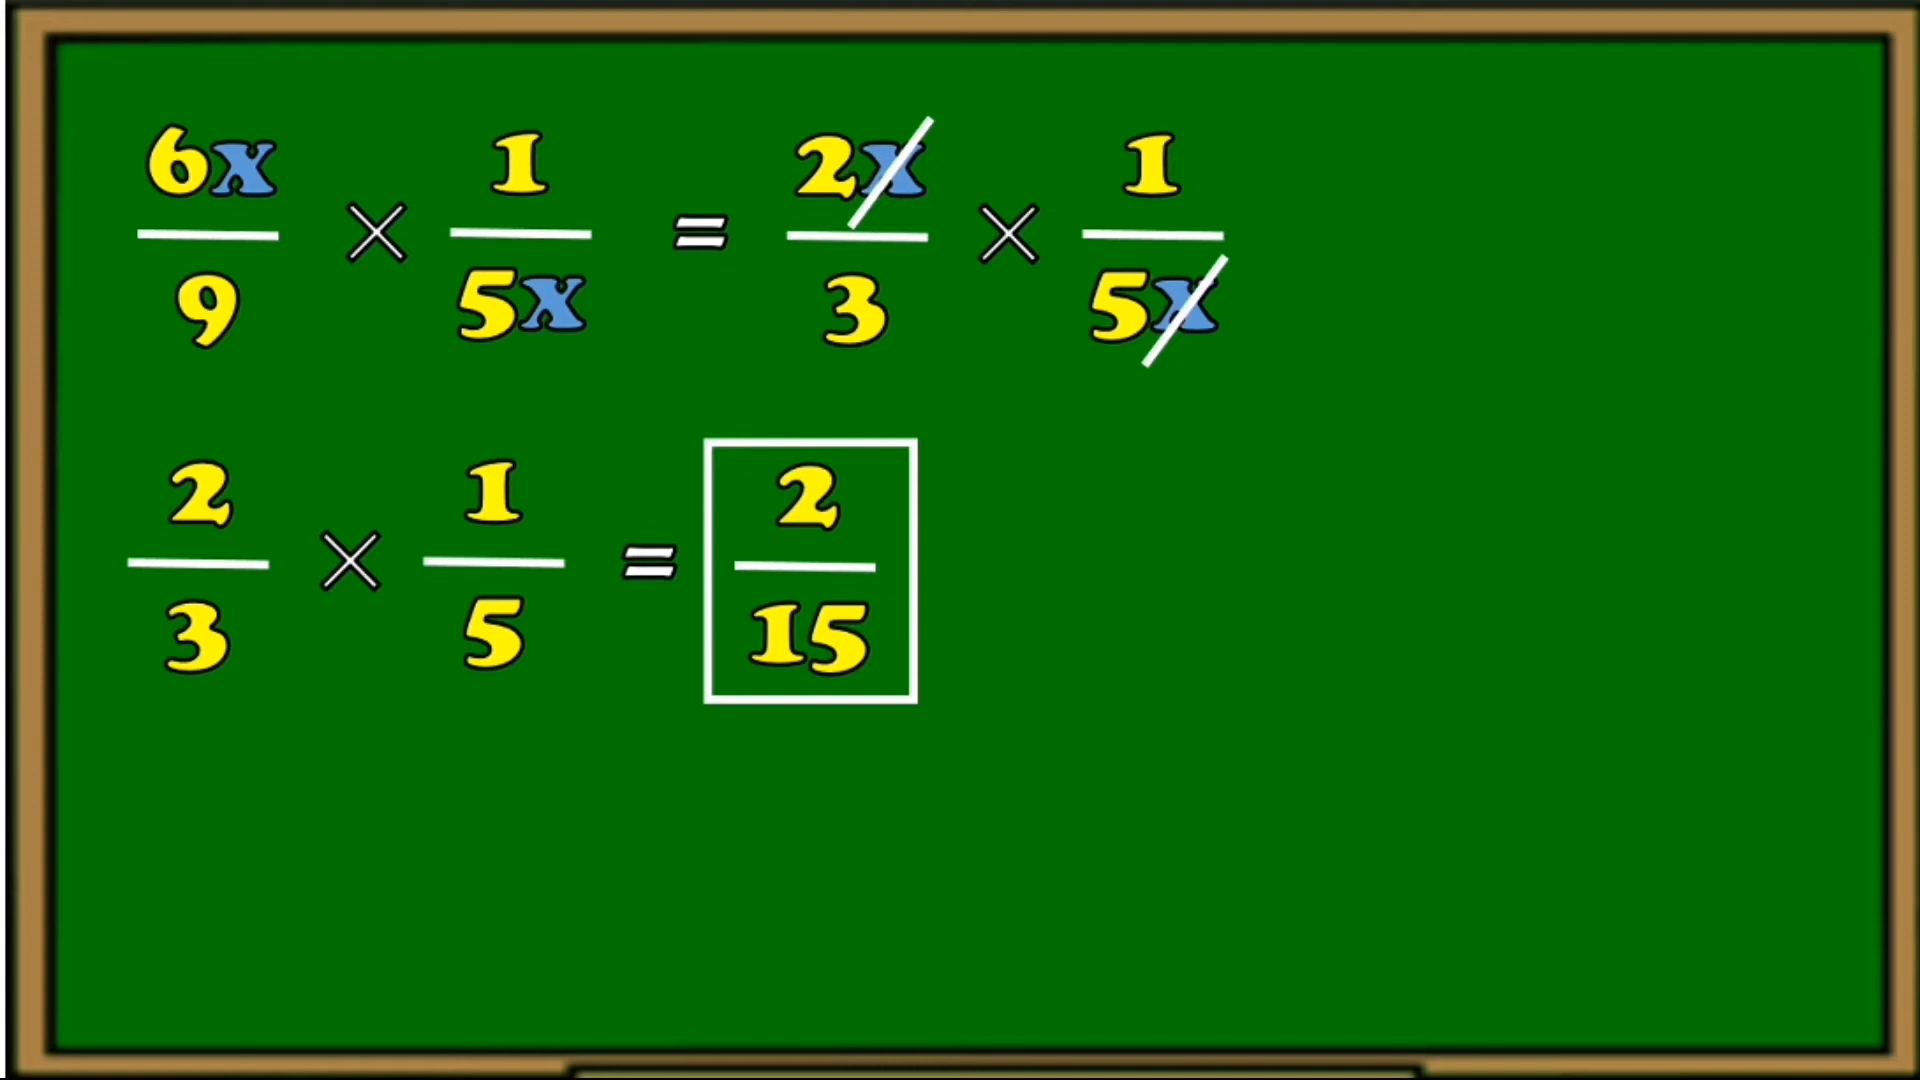 6x/9 × 1/5x = 2x/3 × 1/5x
2/3 × 1/5 = 2/15